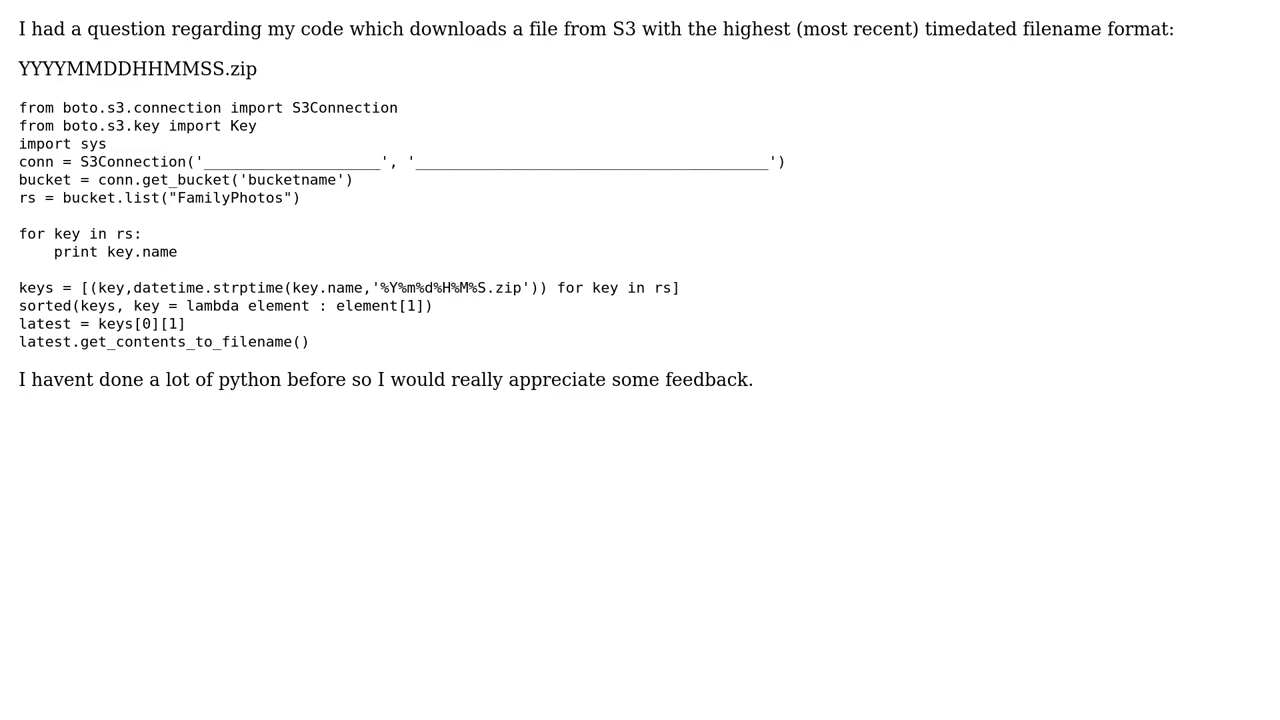 I had a question regarding my code which downloads a file from S3 with the highest (most recent) timedated filename format:
YYYYMMDDHHMMSS.zip
from boto.s3.connection import S3Connection
from boto.s3.key import Key
import sys
conn = S3Connection('____________________', '________________________________________')
bucket = conn.get_bucket('bucketname')
rs = bucket.list("FamilyPhotos")
for key in rs:
    print key.name
keys = [(key,datetime.strptime(key.name,'%Y%m%d%H%M%S.zip')) for key in rs]
sorted(keys, key = lambda element : element[1])
latest = keys[0][1]
latest.get_contents_to_filename()
I havent done a lot of python before so I would really appreciate some feedback.